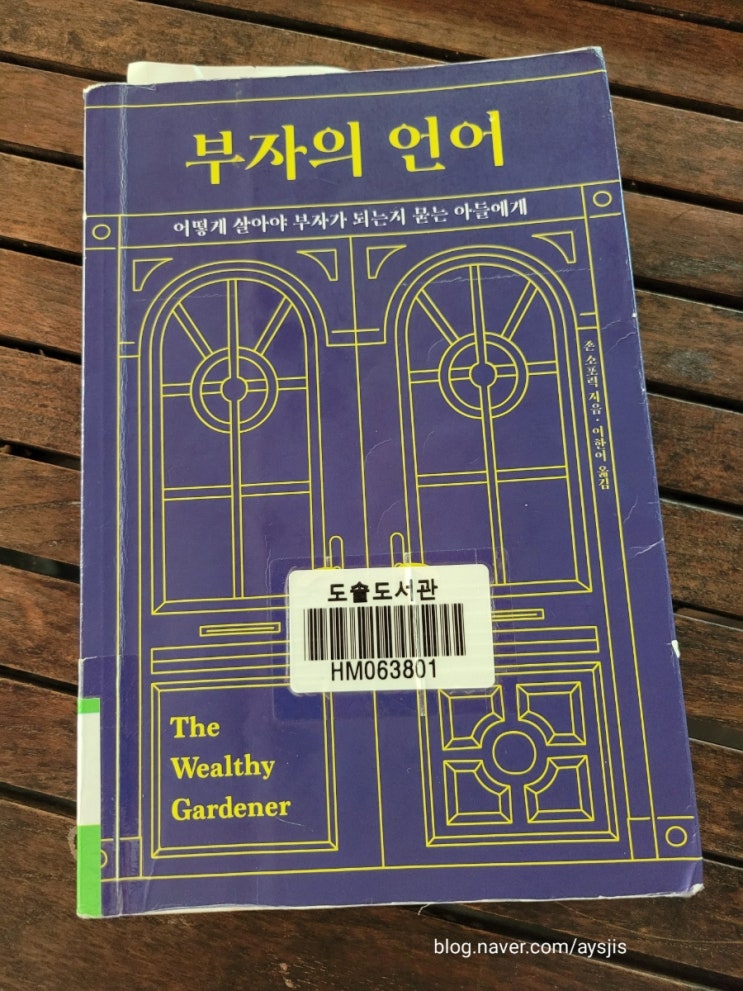 부자의 언어
어떻게 살아야 부자가 되는지 묻는 아들에게
존 소포릭 지음 · 이한이 옮김
도솔도서관
HM063801
The
Wealthy
Gardener
blog.naver.com/aysjis